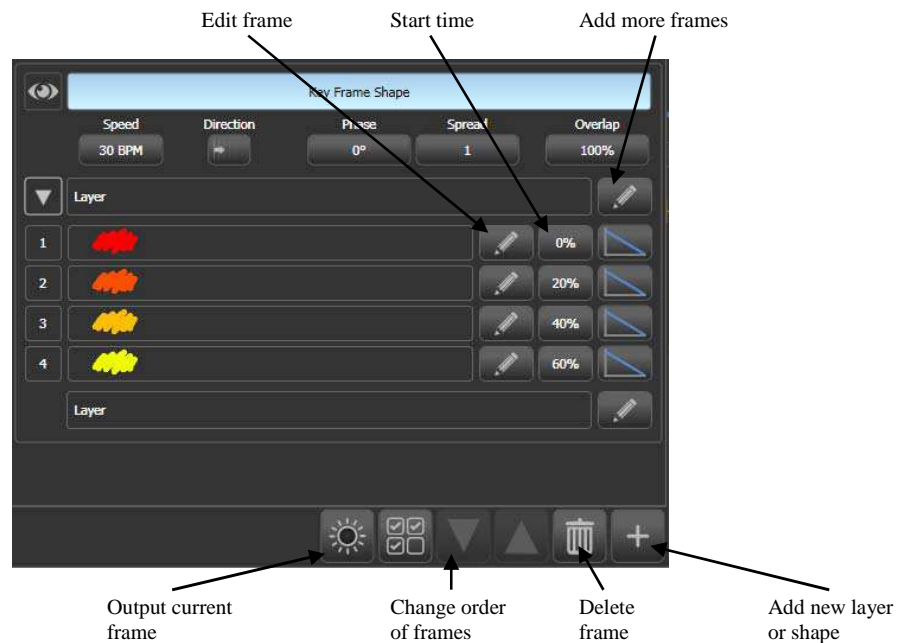 Edit frame Start time Add more frames
Key Frame Shape
Speed Direction Phase Spread Overlap
30 BPM 0° 1 100%
Layer
1 0%
2 20%
3 40%
4 60%
Layer
Output current Change order Delete Add new layer
frame of frames frame or shape